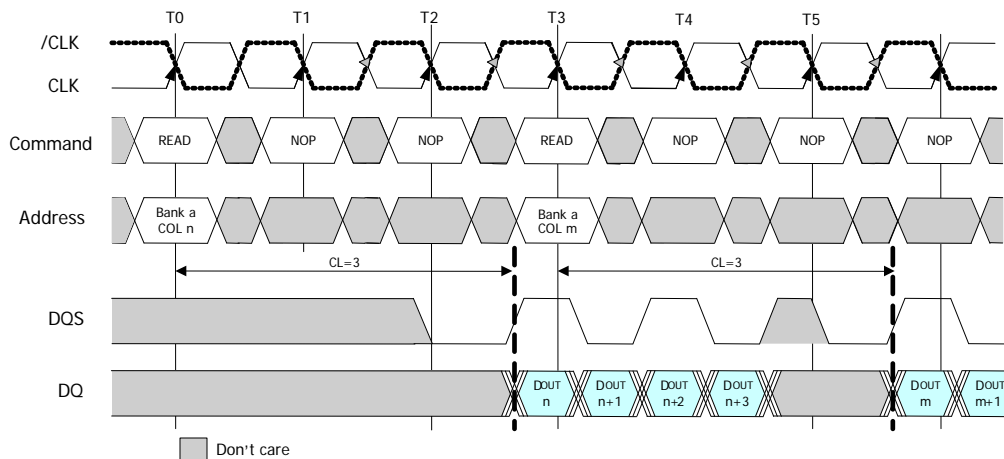 T0 T1 T2 T3 T4 T5
/CLK
CLK
Command READ NOP NOP READ NOP NOP NOP
Address Bank a COL n Bank a COL m
CL=3 CL=3
DQS
DQ DOUT n DOUT n+1 DOUT n+2 DOUT n+3 DOUT m DOUT m+1
Don't care